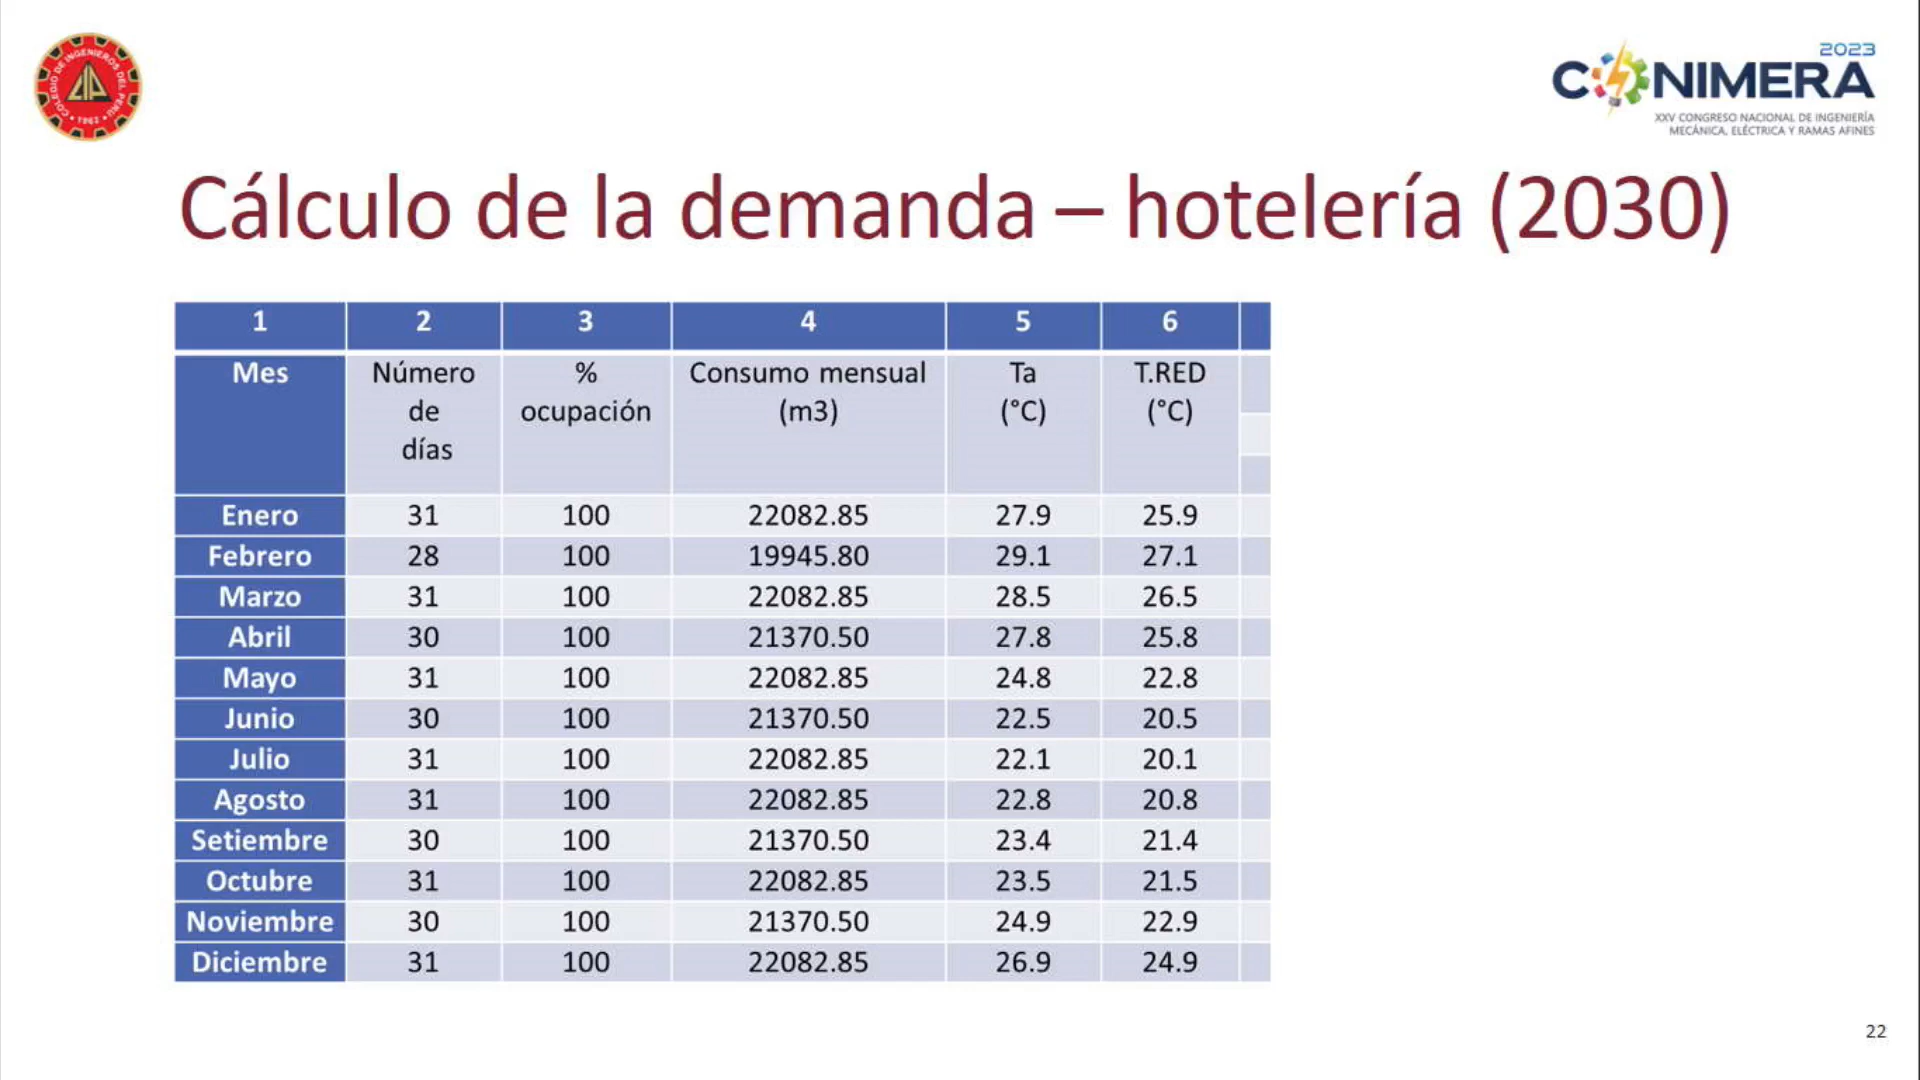 COLEGIO DE INGENIEROS DEL PERU
CIP
1962
2023
CONIMERA
XXV CONGRESO NACIONAL DE INGENIERÍA
MECÁNICA, ELÉCTRICA Y RAMAS AFINES
Cálculo de la demanda – hotelería (2030)
1 2 3 4 5 6
Mes Número % Consumo mensual Ta T.RED
de ocupación (m3) (°C) (°C)
días
Enero 31 100 22082.85 27.9 25.9
Febrero 28 100 19945.80 29.1 27.1
Marzo 31 100 22082.85 28.5 26.5
Abril 30 100 21370.50 27.8 25.8
Mayo 31 100 22082.85 24.8 22.8
Junio 30 100 21370.50 22.5 20.5
Julio 31 100 22082.85 22.1 20.1
Agosto 31 100 22082.85 22.8 20.8
Setiembre 30 100 21370.50 23.4 21.4
Octubre 31 100 22082.85 23.5 21.5
Noviembre 30 100 21370.50 24.9 22.9
Diciembre 31 100 22082.85 26.9 24.9
22